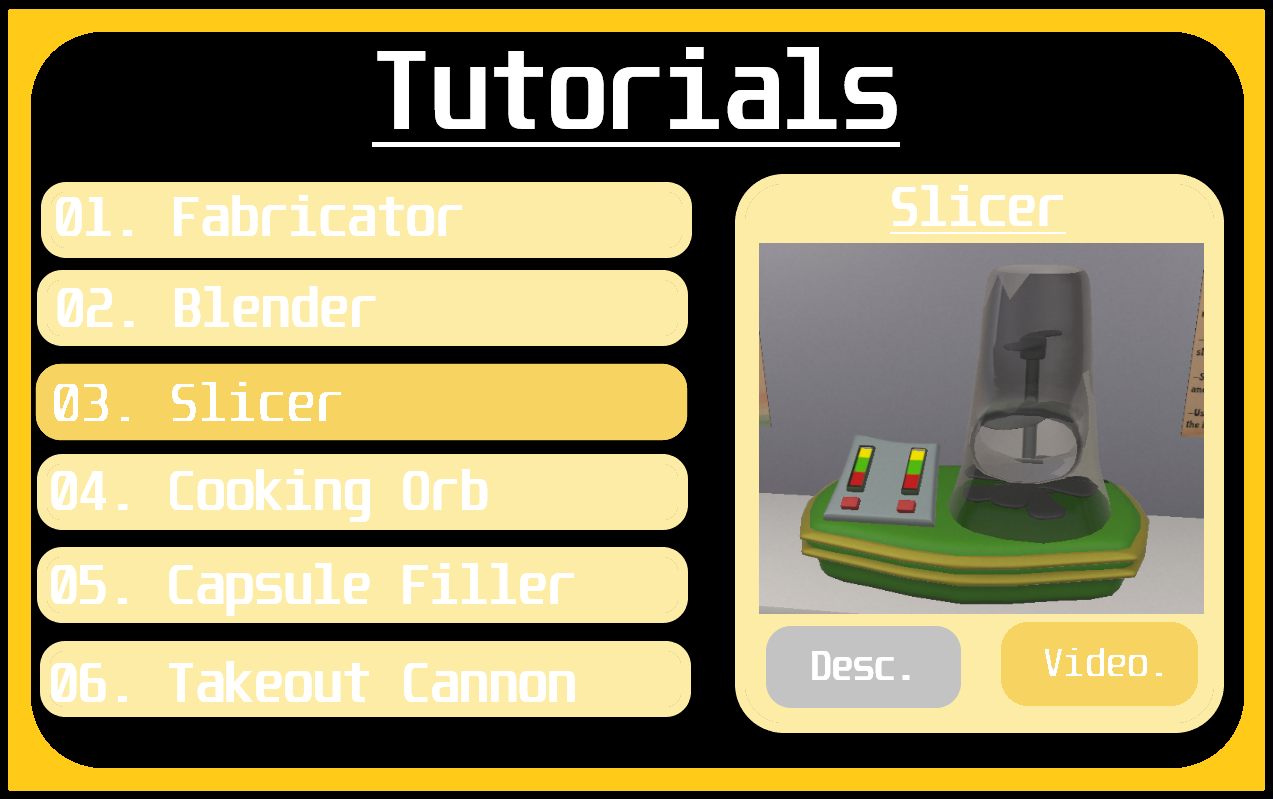 Tutorials
01. Fabricator
02. Blender
03. Slicer
04. Cooking Orb
05. Capsule Filler
06. Takeout Cannon
Slicer
Desc.
Video.